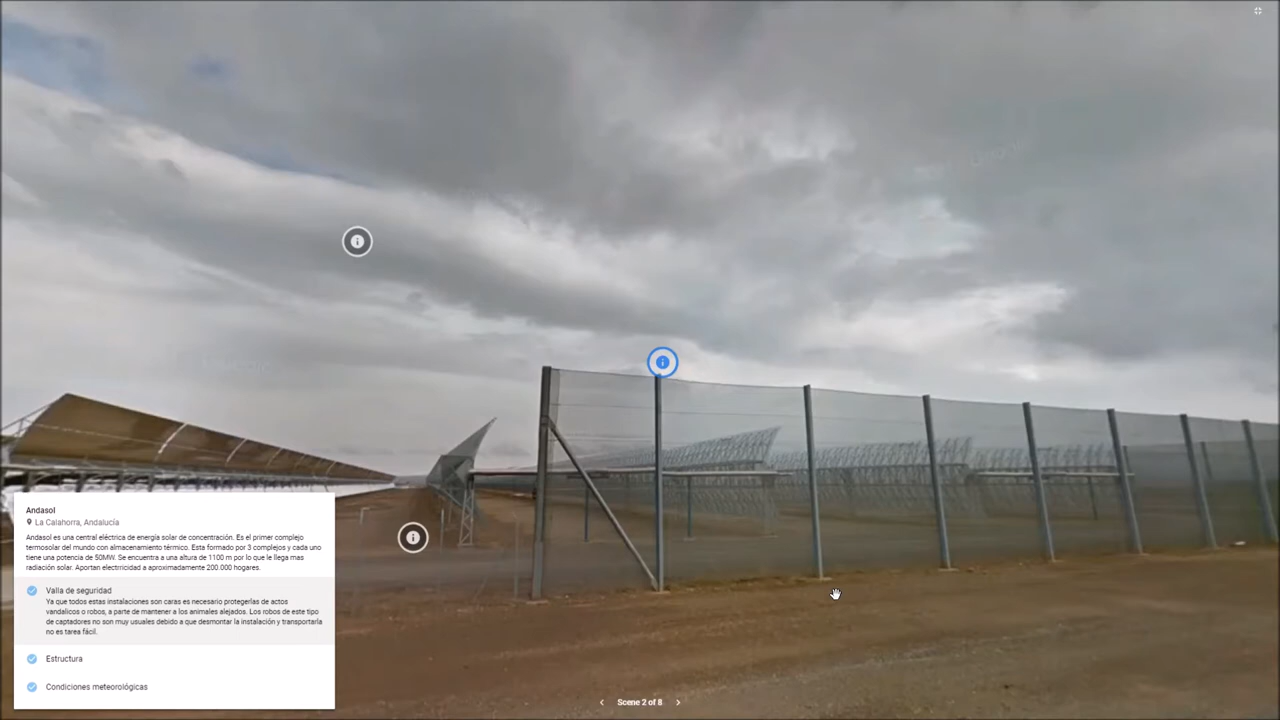 Andasol
La Calahorra, Andalucía
Andasol es una central eléctrica de energía solar de concentración. Es el primer complejo
termosolar del mundo con almacenamiento térmico. Esta formado por 3 complejos y cada uno
tiene una potencia de 50MW. Se encuentra a una altura de 1100 m por lo que le llega mas
radiación solar. Aportan electrricidad a aproximadamente 200.000 hogares.
Valla de seguridad
Ya que todos estas instalaciones son caras es necesario protegerlas de actos
vandalicos o robos, a parte de mantener a los animales alejados. Los robos de este tipo
de captadores no son muy usuales debido a que desmontar la instalación y transportarla
no es tarea fácil.
Estructura
Condiciones meteorológicas
Scene 2 of 8